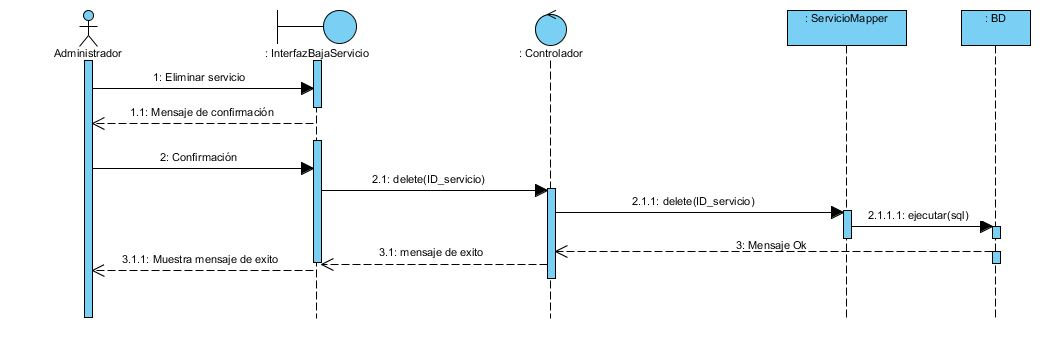 : ServicioMapper
: BD
Administrador
: InterfazBajaServicio
: Controlador
1: Eliminar servicio
1.1: Mensaje de confirmación
2: Confirmación
2.1: delete(ID_servicio)
2.1.1: delete(ID_servicio)
2.1.1.1: ejecutar(sql)
3: Mensaje Ok
3.1: mensaje de exito
3.1.1: Muestra mensaje de exito